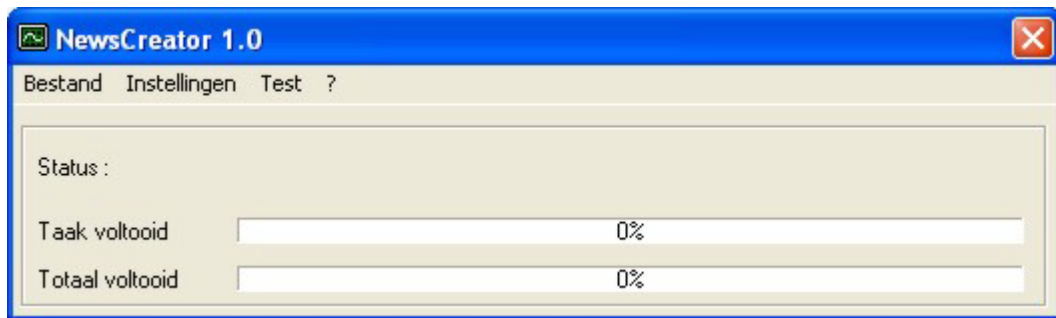 NewsCreator 1.0
Bestand Instellingen Test ?
Status :
Taak voltooid 0%
Totaal voltooid 0%